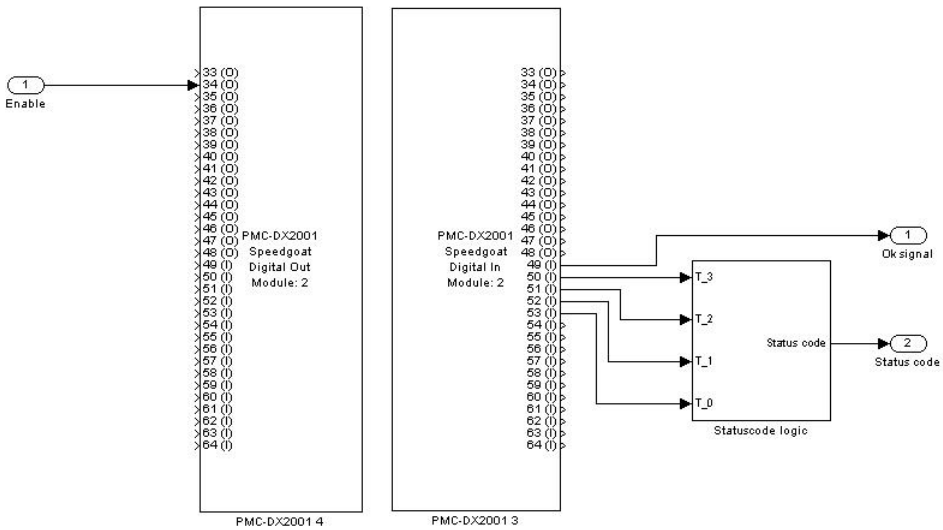 1
Enable
33 (O)
34 (O)
35 (O)
36 (O)
37 (O)
38 (O)
39 (O)
40 (O)
41 (O)
42 (O)
43 (O)
44 (O)
45 (O)
46 (O)
47 (O)
48 (O)
49 (I)
50 (I)
51 (I)
52 (I)
53 (I)
54 (I)
55 (I)
56 (I)
57 (I)
58 (I)
59 (I)
60 (I)
61 (I)
62 (I)
63 (I)
64 (I)
PMC-DX2001
Speedgoat
Digital Out
Module: 2
PMC-DX2001 4
PMC-DX2001
Speedgoat
Digital In
Module: 2
33 (O)
34 (O)
35 (O)
36 (O)
37 (O)
38 (O)
39 (O)
40 (O)
41 (O)
42 (O)
43 (O)
44 (O)
45 (O)
46 (O)
47 (O)
48 (O)
49 (I)
50 (I)
51 (I)
52 (I)
53 (I)
54 (I)
55 (I)
56 (I)
57 (I)
58 (I)
59 (I)
60 (I)
61 (I)
62 (I)
63 (I)
64 (I)
PMC-DX2001 3
T_3
T_2
T_1
T_0
Status code
Statuscode logic
1
Ok signal
2
Status code